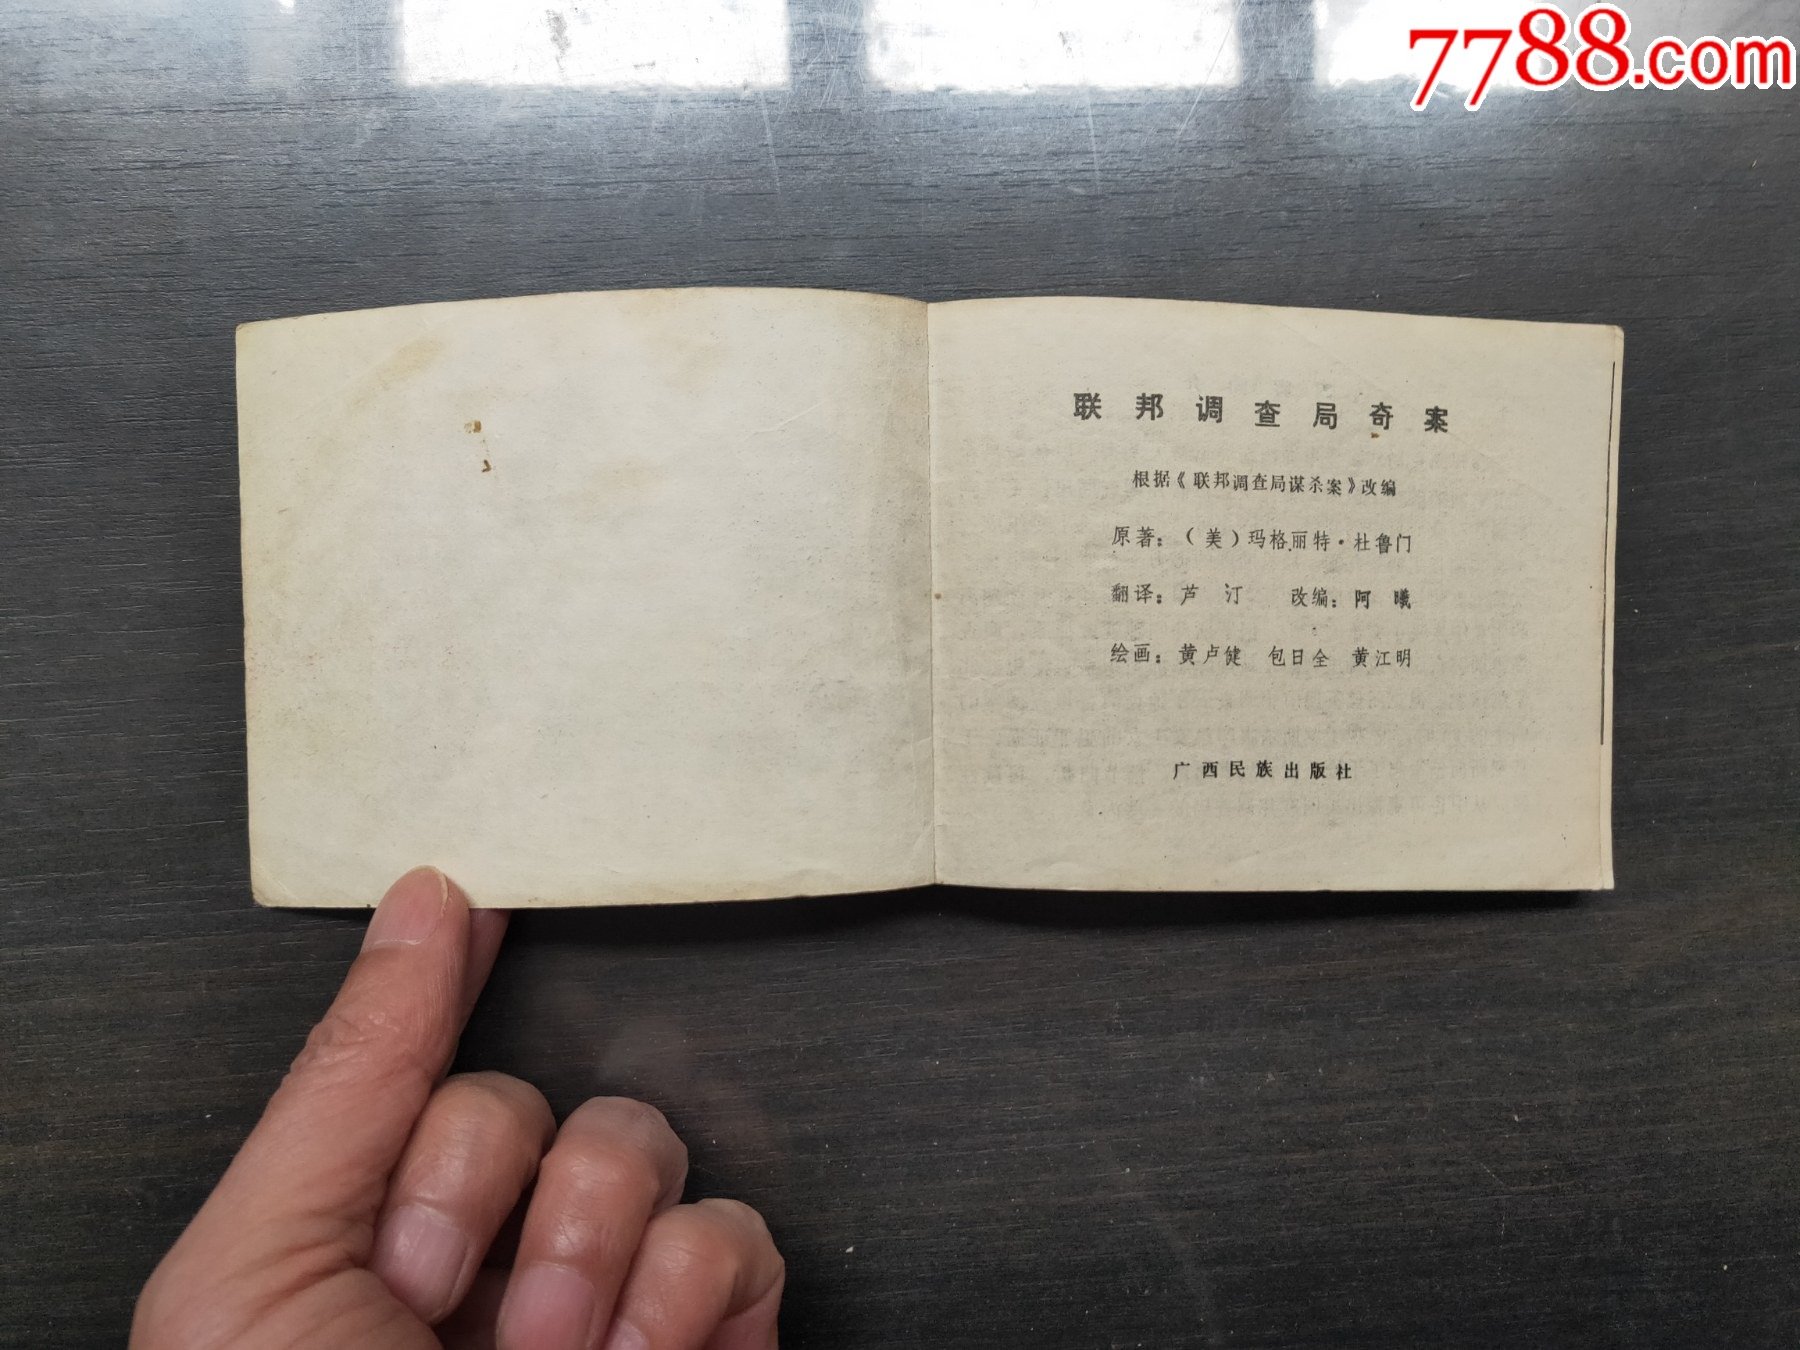 7788.com
联邦调查局奇案
根据《联邦调查局谋杀案》改编
原著：（美）玛格丽特·杜鲁门
翻译：芦汀 改编：阿曦
绘画：黄卢健 包日全 黄江明
广西民族出版社